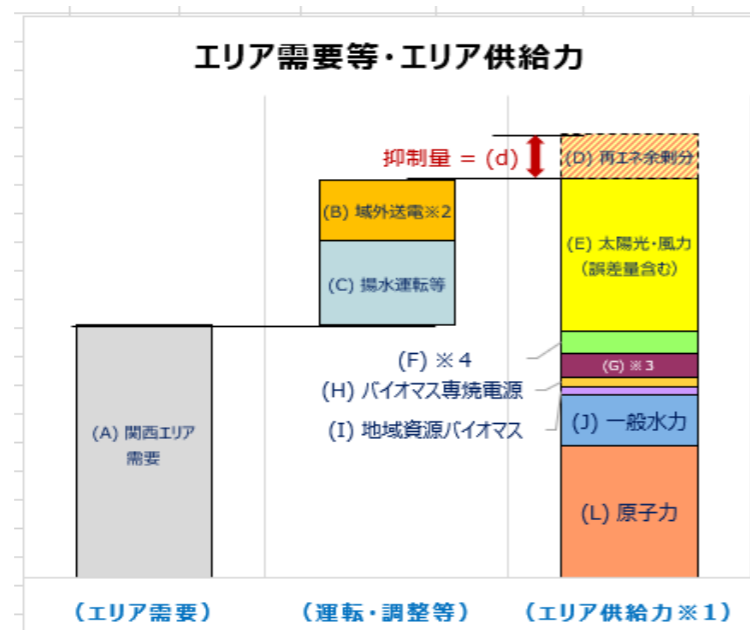 エリア需要等・エリア供給力
抑制量 = (d)
(D) 再エネ余剰分
(B) 域外送電※2
(C) 揚水運転等
(E) 太陽光・風力
(誤差量含む)
(F) ※4
(G) ※3
(H) バイオマス専焼電源
(I) 地域資源バイオマス
(J) 一般水力
(A) 関西エリア
需要
(L) 原子力
(エリア需要)
(運転・調整等)
(エリア供給力※1)